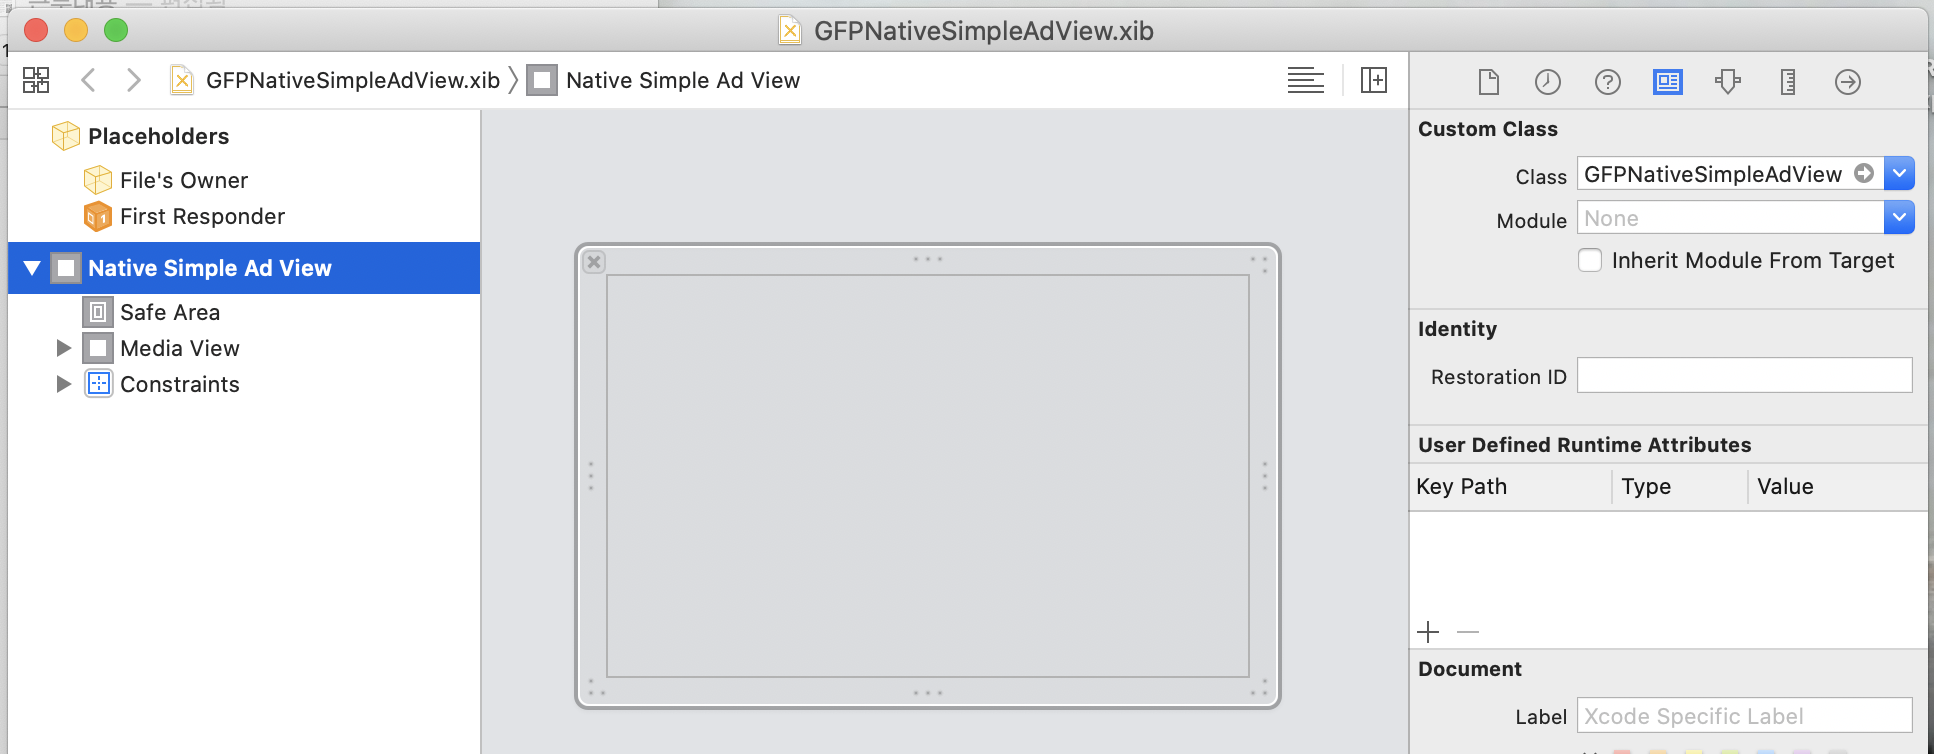 GFPNativeSimpleAdView.xib
GFPNativeSimpleAdView.xib
Native Simple Ad View
Placeholders
File's Owner
First Responder
Native Simple Ad View
Safe Area
Media View
Constraints
Custom Class
Class
GFPNativeSimpleAdView
Module
None
Inherit Module From Target
Identity
Restoration ID
User Defined Runtime Attributes
Key Path
Type
Value
Document
Label
Xcode Specific Label